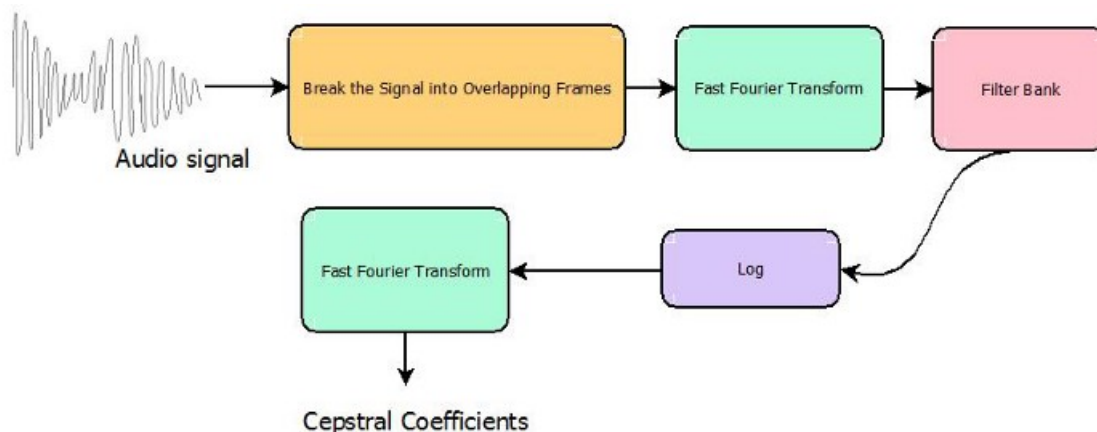 Break the Signal into Overlapping Frames
Fast Fourier Transform
Filter Bank
Audio signal
Log
Fast Fourier Transform
Cepstral Coefficients